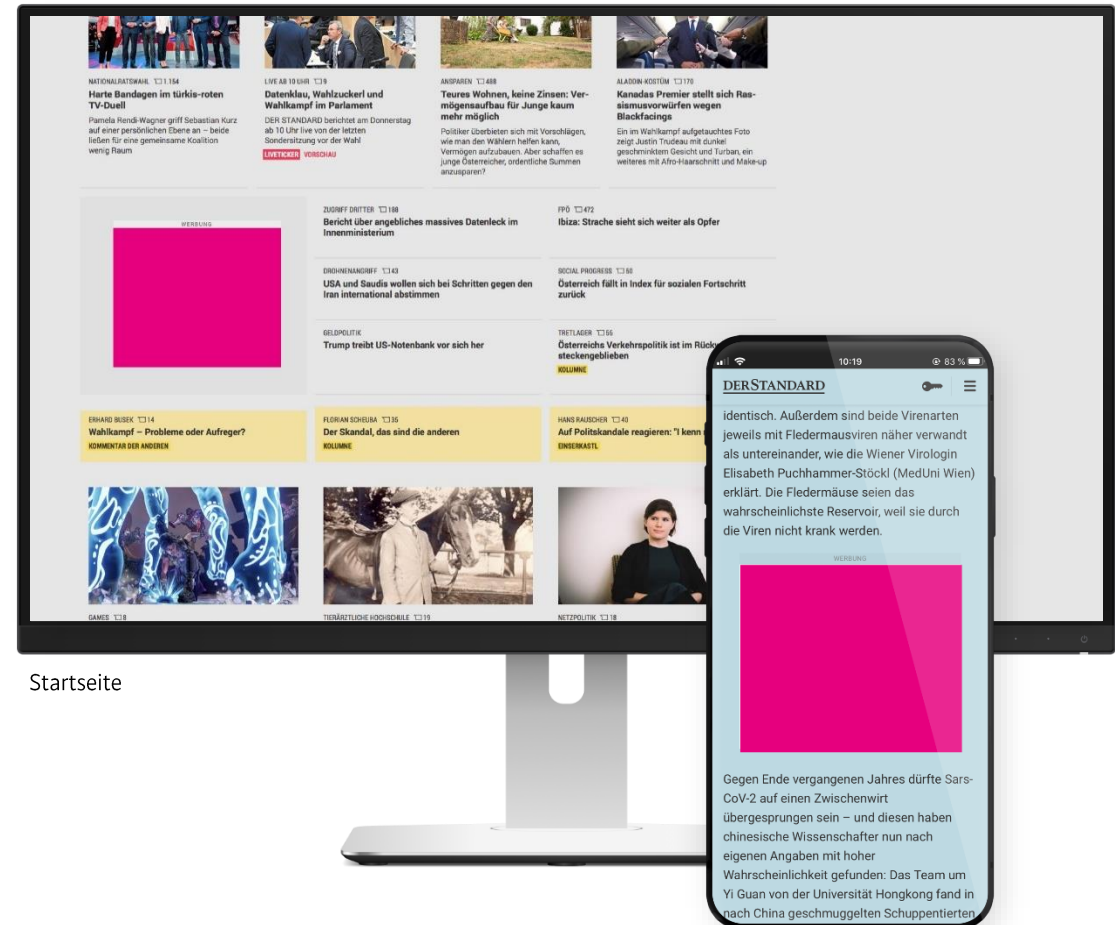 NATIONALRATSWAHL 1.154
Harte Bandagen im türkis-roten
TV-Duell
Pamela Rendi-Wagner griff Sebastian Kurz
auf einer persönlichen Ebene an – beide
ließen für eine gemeinsame Koalition
wenig Raum
LIVE AB 10 UHR 9
Datenklau, Wahlzuckerl und
Wahlkampf im Parlament
DER STANDARD berichtet am Donnerstag
ab 10 Uhr live von der letzten
Sondersitzung vor der Wahl
LIVETICKER VORSCHAU
ANSPAREN 488
Teures Wohnen, keine Zinsen: Ver-
mögensaufbau für Junge kaum
mehr möglich
Politiker überbieten sich mit Vorschlägen,
wie man den Wählern helfen kann,
Vermögen aufzubauen. Aber schaffen es
junge Österreicher, ordentliche Summen
anzusparen?
ALADDIN-KOSTÜM 170
Kanadas Premier stellt sich Ras-
sismusvorwürfen wegen
Blackfacings
Ein im Wahlkampf aufgetauchtes Foto
zeigt Justin Trudeau mit dunkel
geschminktem Gesicht und Turban, ein
weiteres mit Afro-Haarschnitt und Make-up
WERBUNG
ZUGRIFF DRITTER 188
Bericht über angebliches massives Datenleck im
Innenministerium
FPÖ 472
Ibiza: Strache sieht sich weiter als Opfer
DROHNENANGRIFF 43
USA und Saudis wollen sich bei Schritten gegen den
Iran international abstimmen
SOCIAL PROGRESS 50
Österreich fällt in Index für sozialen Fortschritt
zurück
GELDPOLITIK
Trump treibt US-Notenbank vor sich her
TRETLAGER 55
Österreichs Verkehrspolitik ist im Rückw
steckengeblieben
KOLUMNE
ERHARD BUSEK 14
Wahlkampf – Probleme oder Aufreger?
KOMMENTAR DER ANDEREN
FLORIAN SCHEUBA 35
Der Skandal, das sind die anderen
KOLUMNE
HANS RAUSCHER 40
Auf Politskandale reagieren: "I kenn
EINSERKASTL
GAMES 8
TIERÄRZTLICHE HOCHSCHULE 19
NETZPOLITIK 18
Startseite
10:19 83 %
DERSTANDARD
identisch. Außerdem sind beide Virenarten
jeweils mit Fledermausviren näher verwandt
als untereinander, wie die Wiener Virologin
Elisabeth Puchhammer-Stöckl (MedUni Wien)
erklärt. Die Fledermäuse seien das
wahrscheinlichste Reservoir, weil sie durch
die Viren nicht krank werden.
WERBUNG
Gegen Ende vergangenen Jahres dürfte Sars-
CoV-2 auf einen Zwischenwirt
übergesprungen sein – und diesen haben
chinesische Wissenschafter nun nach
eigenen Angaben mit hoher
Wahrscheinlichkeit gefunden: Das Team um
Yi Guan von der Universität Hongkong fand in
nach China geschmuggelten Schuppentierten